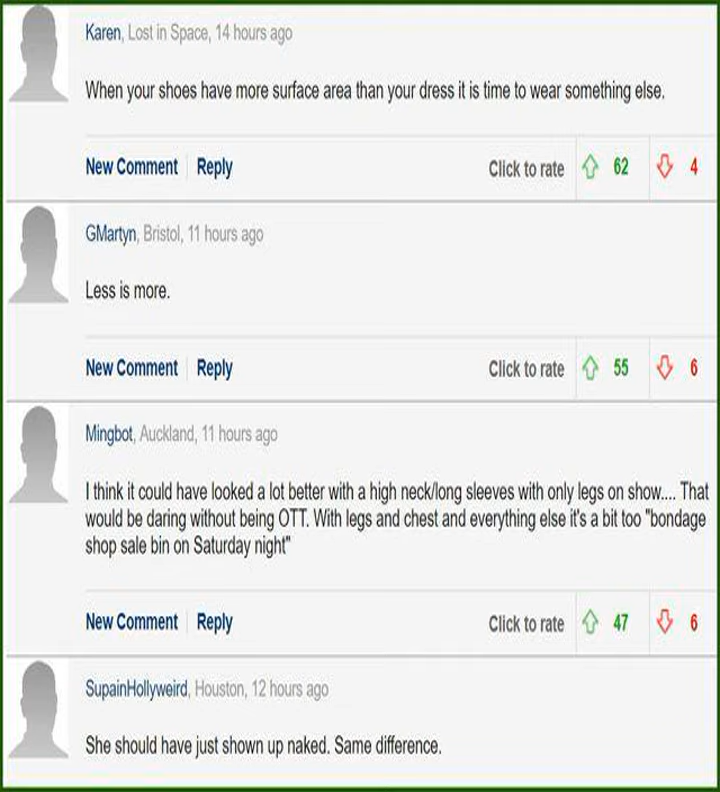 Karen, Lost in Space, 14 hours ago
When your shoes have more surface area than your dress it is time to wear something else.
New Comment Reply Click to rate 62 4
GMartyn, Bristol, 11 hours ago
Less is more.
New Comment Reply Click to rate 55 6
Mingbot, Auckland, 11 hours ago
I think it could have looked a lot better with a high neck/long sleeves with only legs on show.... That
would be daring without being OTT. With legs and chest and everything else it's a bit too "bondage
shop sale bin on Saturday night"
New Comment Reply Click to rate 47 6
SupainHollyweird, Houston, 12 hours ago
She should have just shown up naked. Same difference.